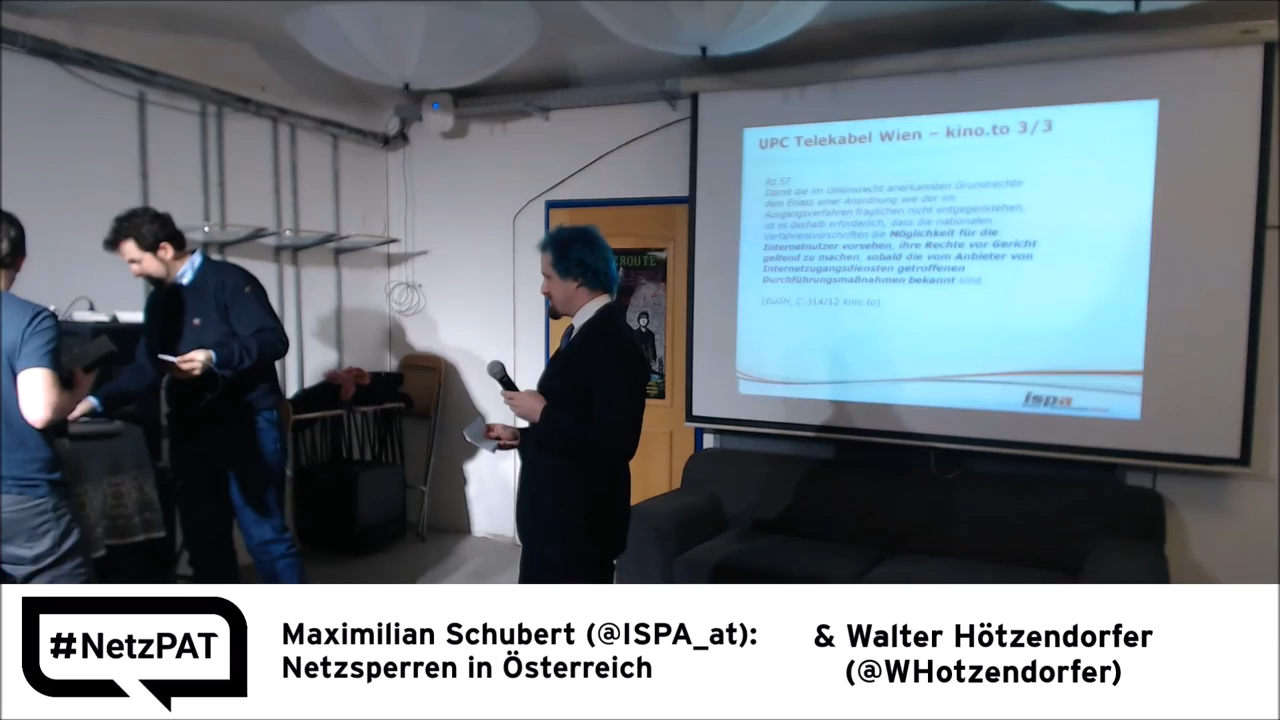 UPC Telekabel Wien – kino.to 3/3
Rz 57
Damit die im Unionsrecht anerkannten Grundrechte
dem Erlass einer Anordnung wie der im
Ausgangsverfahren fraglichen nicht entgegenstehen,
ist es deshalb erforderlich, dass die nationalen
Verfahrensvorschriften die Möglichkeit für die
Internetnutzer vorsehen, ihre Rechte vor Gericht
geltend zu machen, sobald die vom Anbieter von
Internetzugangsdiensten getroffenen
Durchführungsmaßnahmen bekannt sind.
(EuGH, C-314/12 kino.to)
ispa
ROUTE
#NetzPAT
Maximilian Schubert (@ISPA_at):
Netzsperren in Österreich
& Walter Hötzendorfer
(@WHotzendorfer)